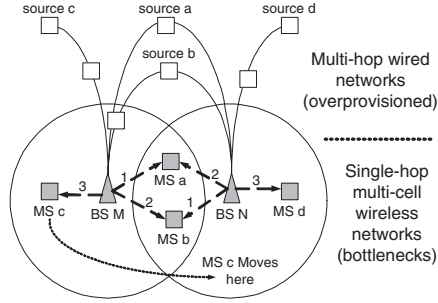 source c
source a
source d
source b
Multi-hop wired
networks
(overprovisioned)
1
2
MS a
3
3
2
1
MS c
BS M
BS N
MS d
MS b
Single-hop
multi-cell
wireless
networks
(bottlenecks)
MS c Moves
here